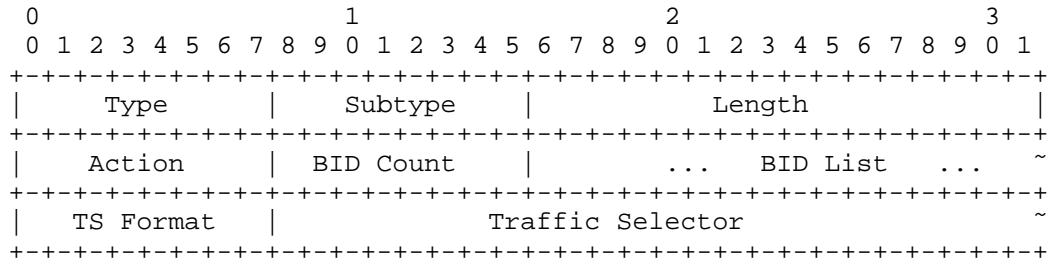 0                   1                   2                   3
 0 1 2 3 4 5 6 7 8 9 0 1 2 3 4 5 6 7 8 9 0 1 2 3 4 5 6 7 8 9 0 1
+-+-+-+-+-+-+-+-+-+-+-+-+-+-+-+-+-+-+-+-+-+-+-+-+-+-+-+-+-+-+-+-+
|     Type      |    Subtype    |           Length              |
+-+-+-+-+-+-+-+-+-+-+-+-+-+-+-+-+-+-+-+-+-+-+-+-+-+-+-+-+-+-+-+-+
|    Action     |  BID Count    |        ...   BID List   ...   ~
+-+-+-+-+-+-+-+-+-+-+-+-+-+-+-+-+-+-+-+-+-+-+-+-+-+-+-+-+-+-+-+-+
|   TS Format   |             Traffic Selector                  ~
+-+-+-+-+-+-+-+-+-+-+-+-+-+-+-+-+-+-+-+-+-+-+-+-+-+-+-+-+-+-+-+-+